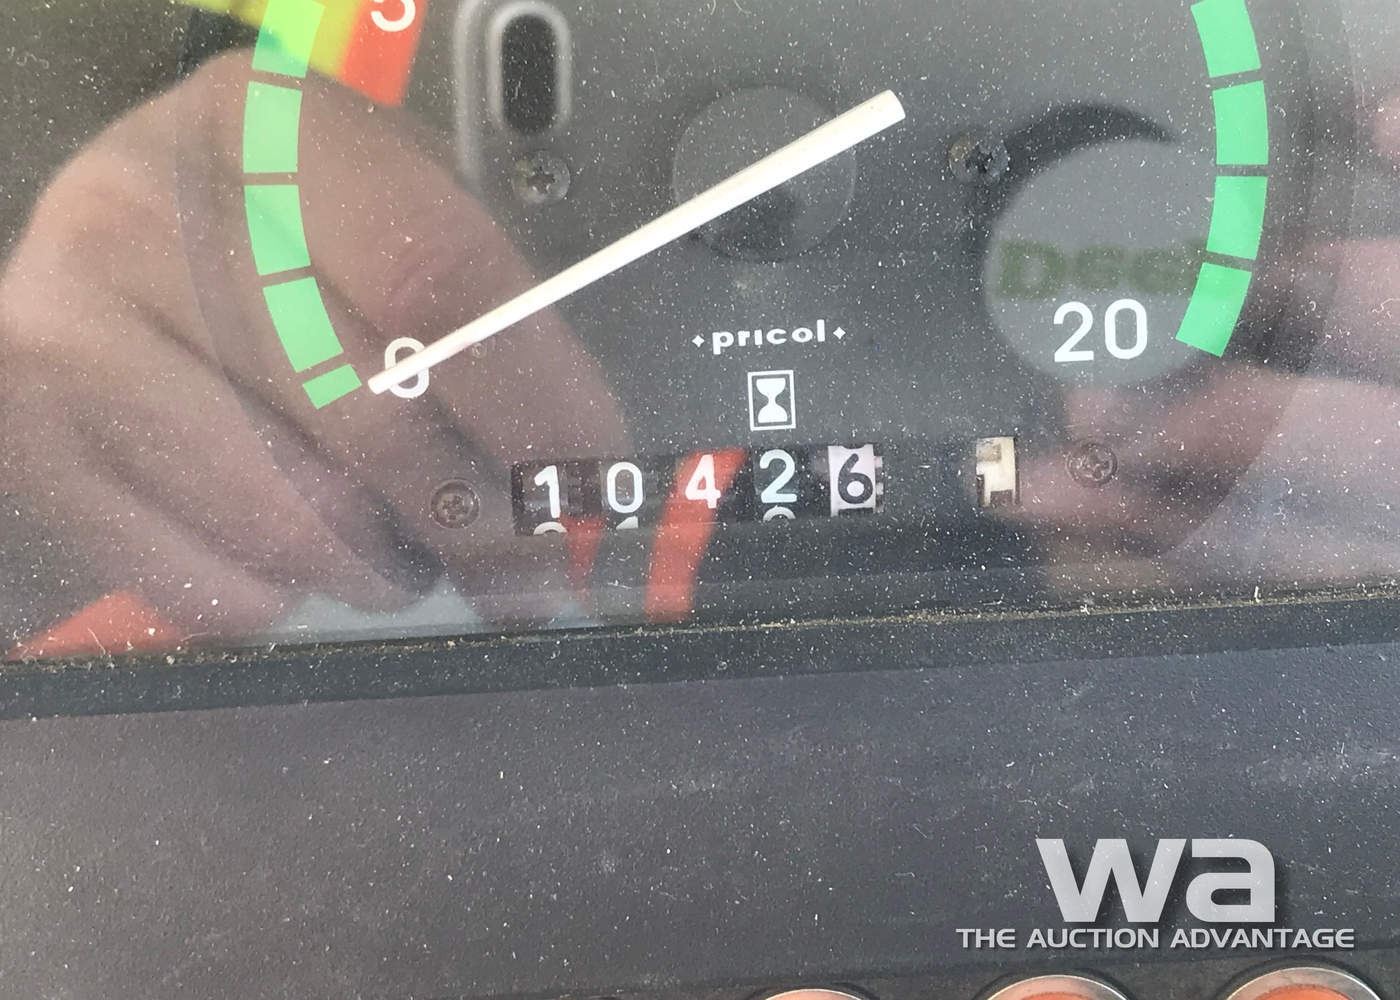 5
pricol
0
20
10426
wa
THE AUCTION ADVANTAGE